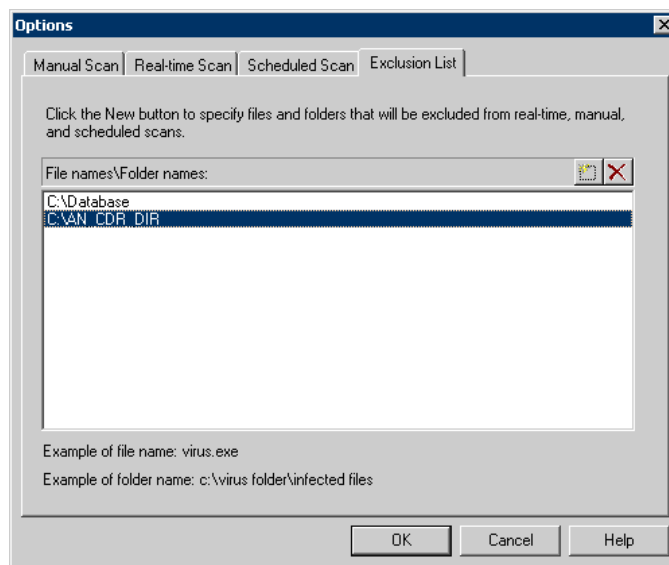 Options
Manual Scan
Real-time Scan
Scheduled Scan
Exclusion List
Click the New button to specify files and folders that will be excluded from real-time, manual,
and scheduled scans.
File names\Folder names:
C:\Database
C:\AN_CDR_DIR
Example of file name: virus.exe
Example of folder name: c:\virus folder\infected files
OK
Cancel
Help